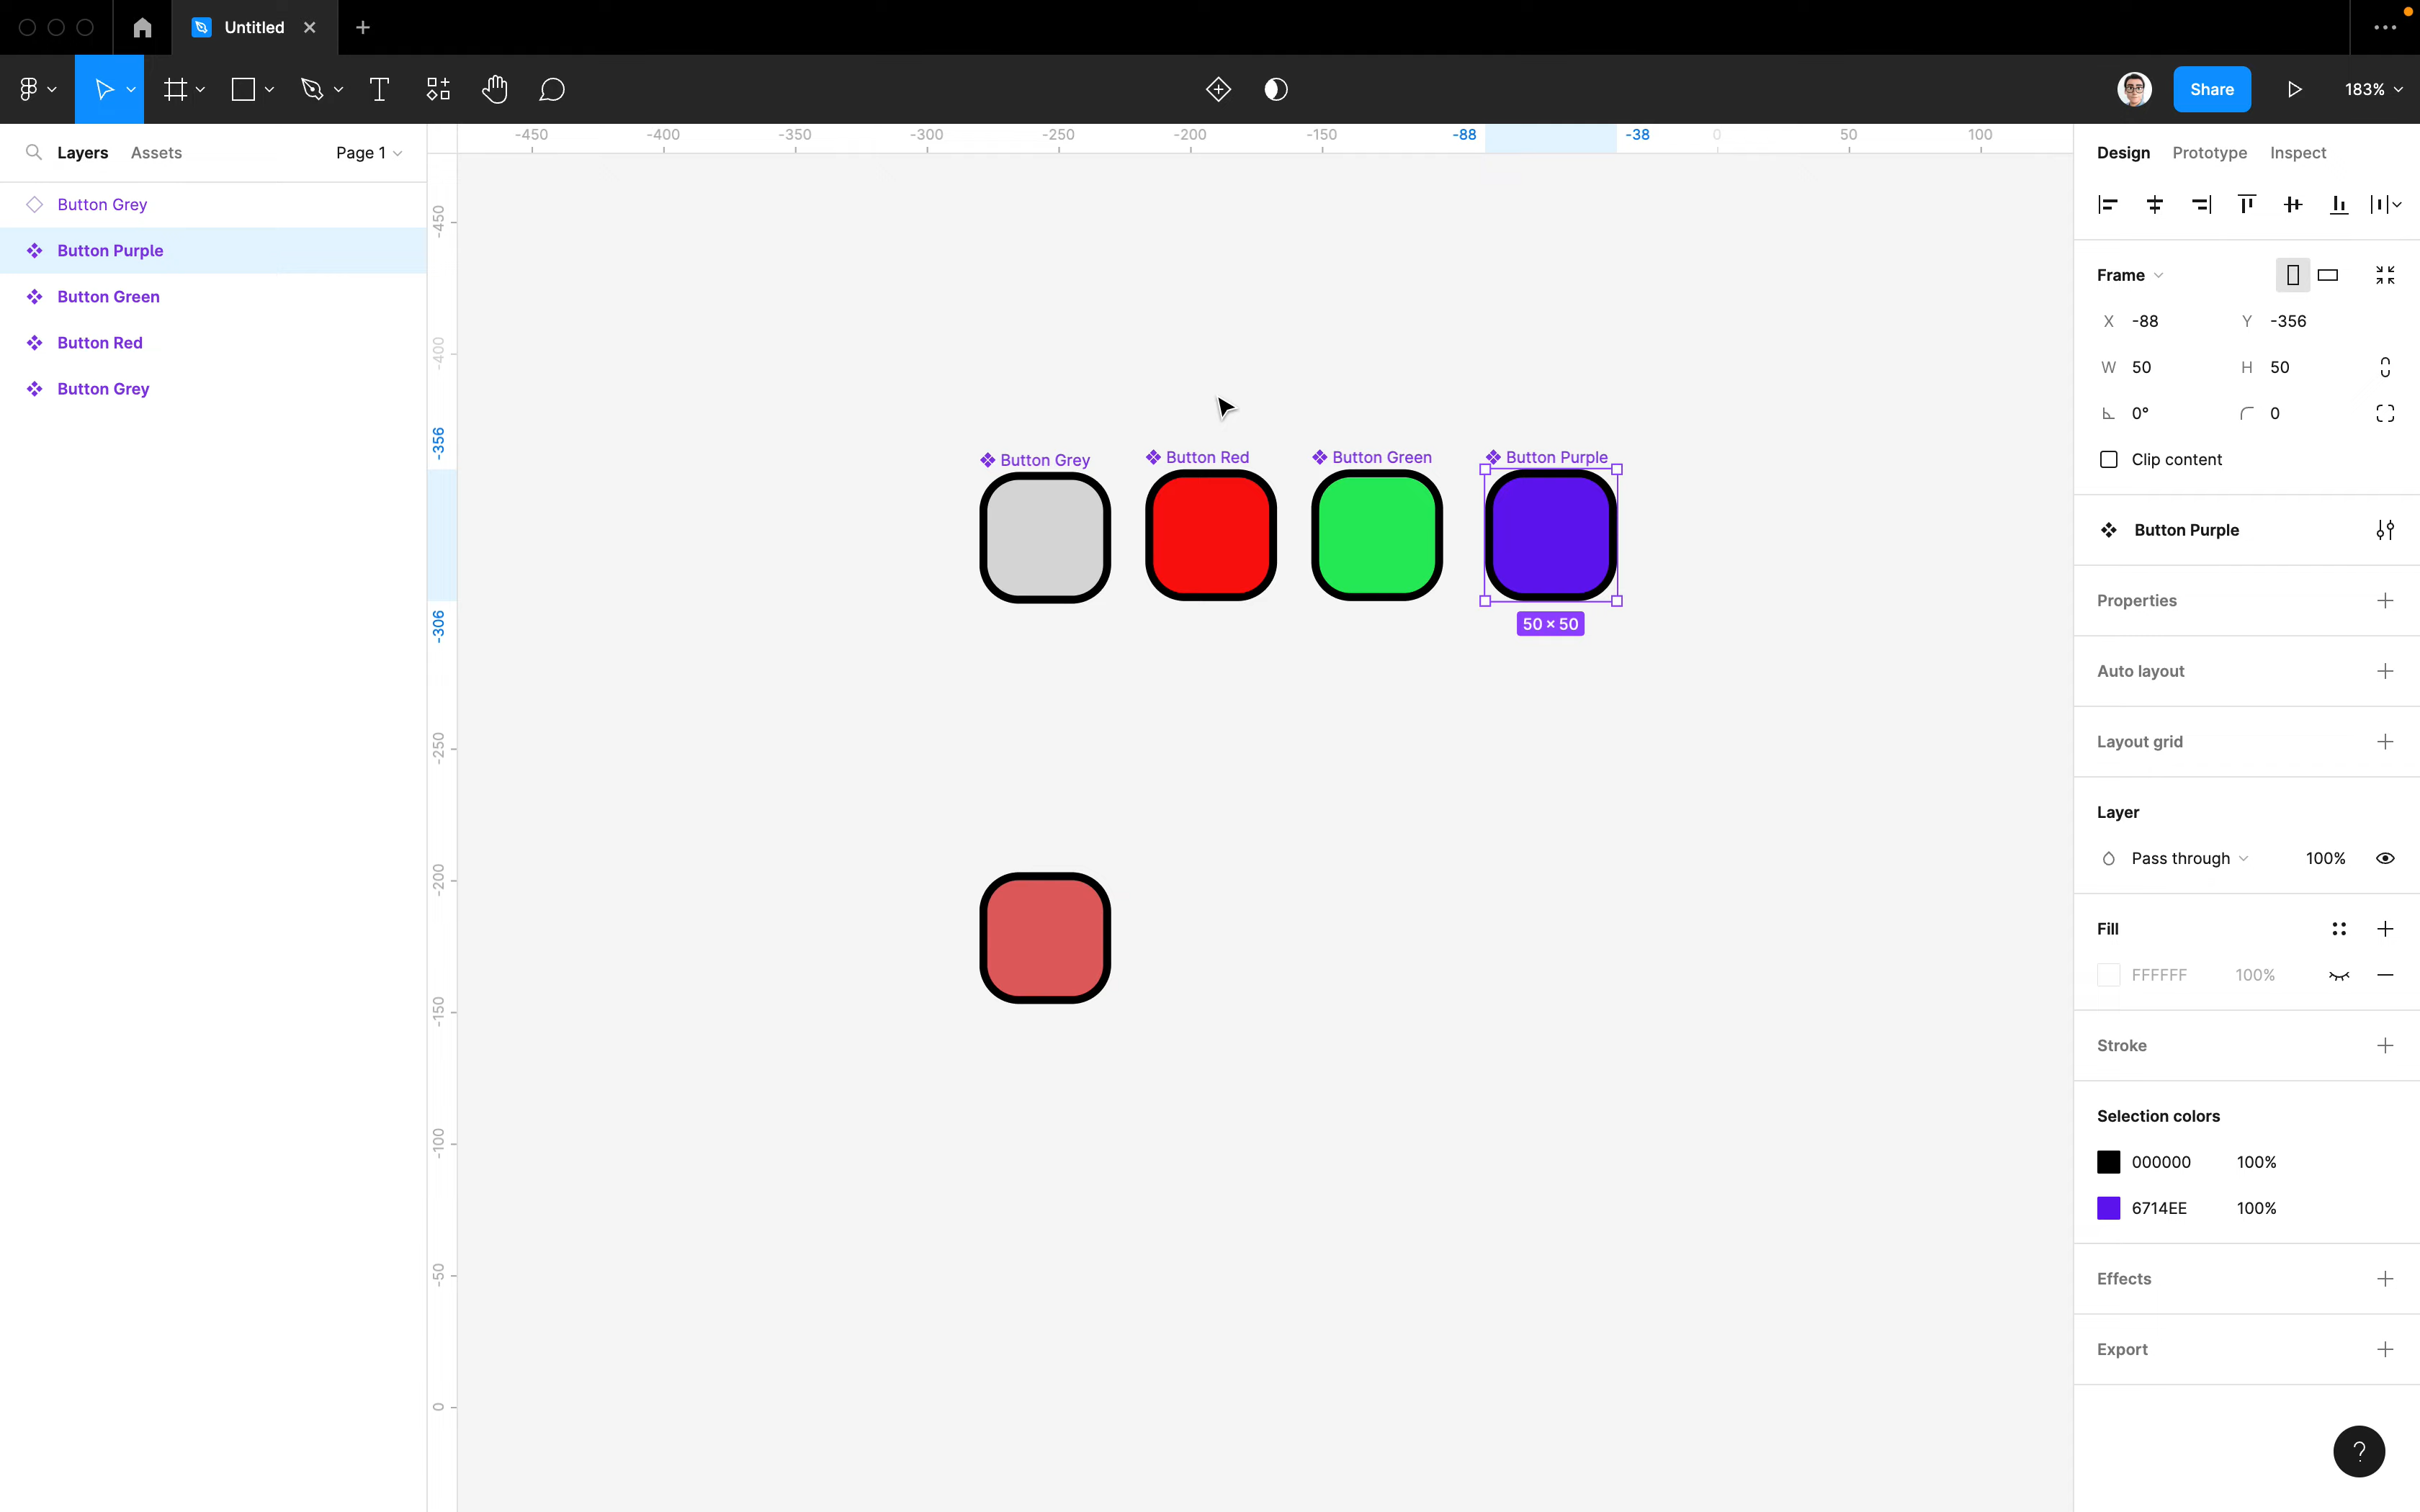 Untitled
Share
183%
Layers Assets Page 1
-450 -400 -350 -300 -250 -200 -150 -88 -38 0 50 100
Design Prototype Inspect
Button Grey
Button Purple
Button Green
Button Red
Button Grey
-450
-400
-356
-306
-250
-200
-150
-100
-50
0
Button Grey
Button Red
Button Green
Button Purple
50 × 50
Frame
X -88 Y -356
W 50 H 50
0° 0
Clip content
Button Purple
Properties
Auto layout
Layout grid
Layer
Pass through 100%
Fill
FFFFFF 100%
Stroke
Selection colors
000000 100%
6714EE 100%
Effects
Export
?